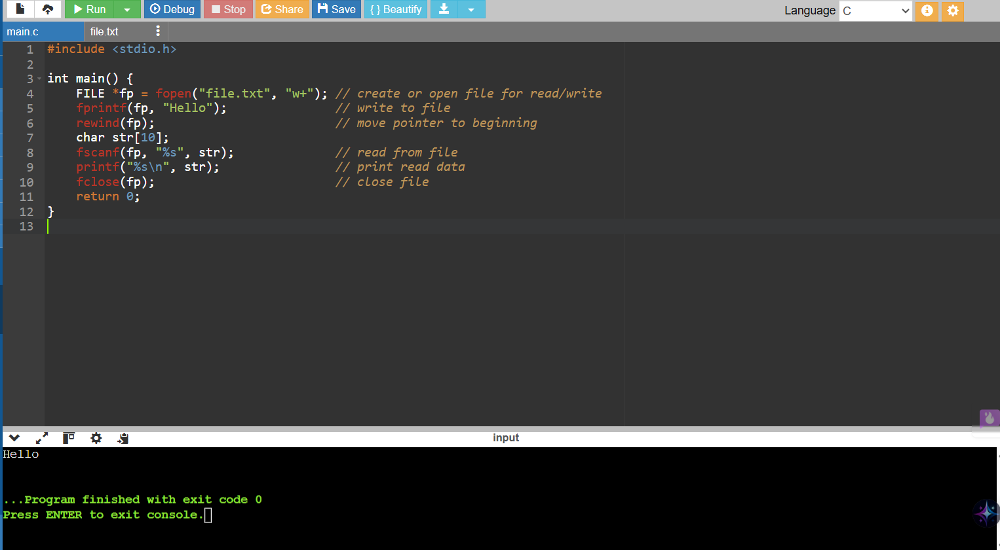 Run Debug Stop Share Save { } Beautify Language C
main.c file.txt
1 #include <stdio.h>
2
3 int main() {
4 FILE *fp = fopen("file.txt", "w+"); // create or open file for read/write
5 fprintf(fp, "Hello"); // write to file
6 rewind(fp); // move pointer to beginning
7 char str[10];
8 fscanf(fp, "%s", str); // read from file
9 printf("%s\n", str); // print read data
10 fclose(fp); // close file
11 return 0;
12 }
13
input
Hello
...Program finished with exit code 0
Press ENTER to exit console.